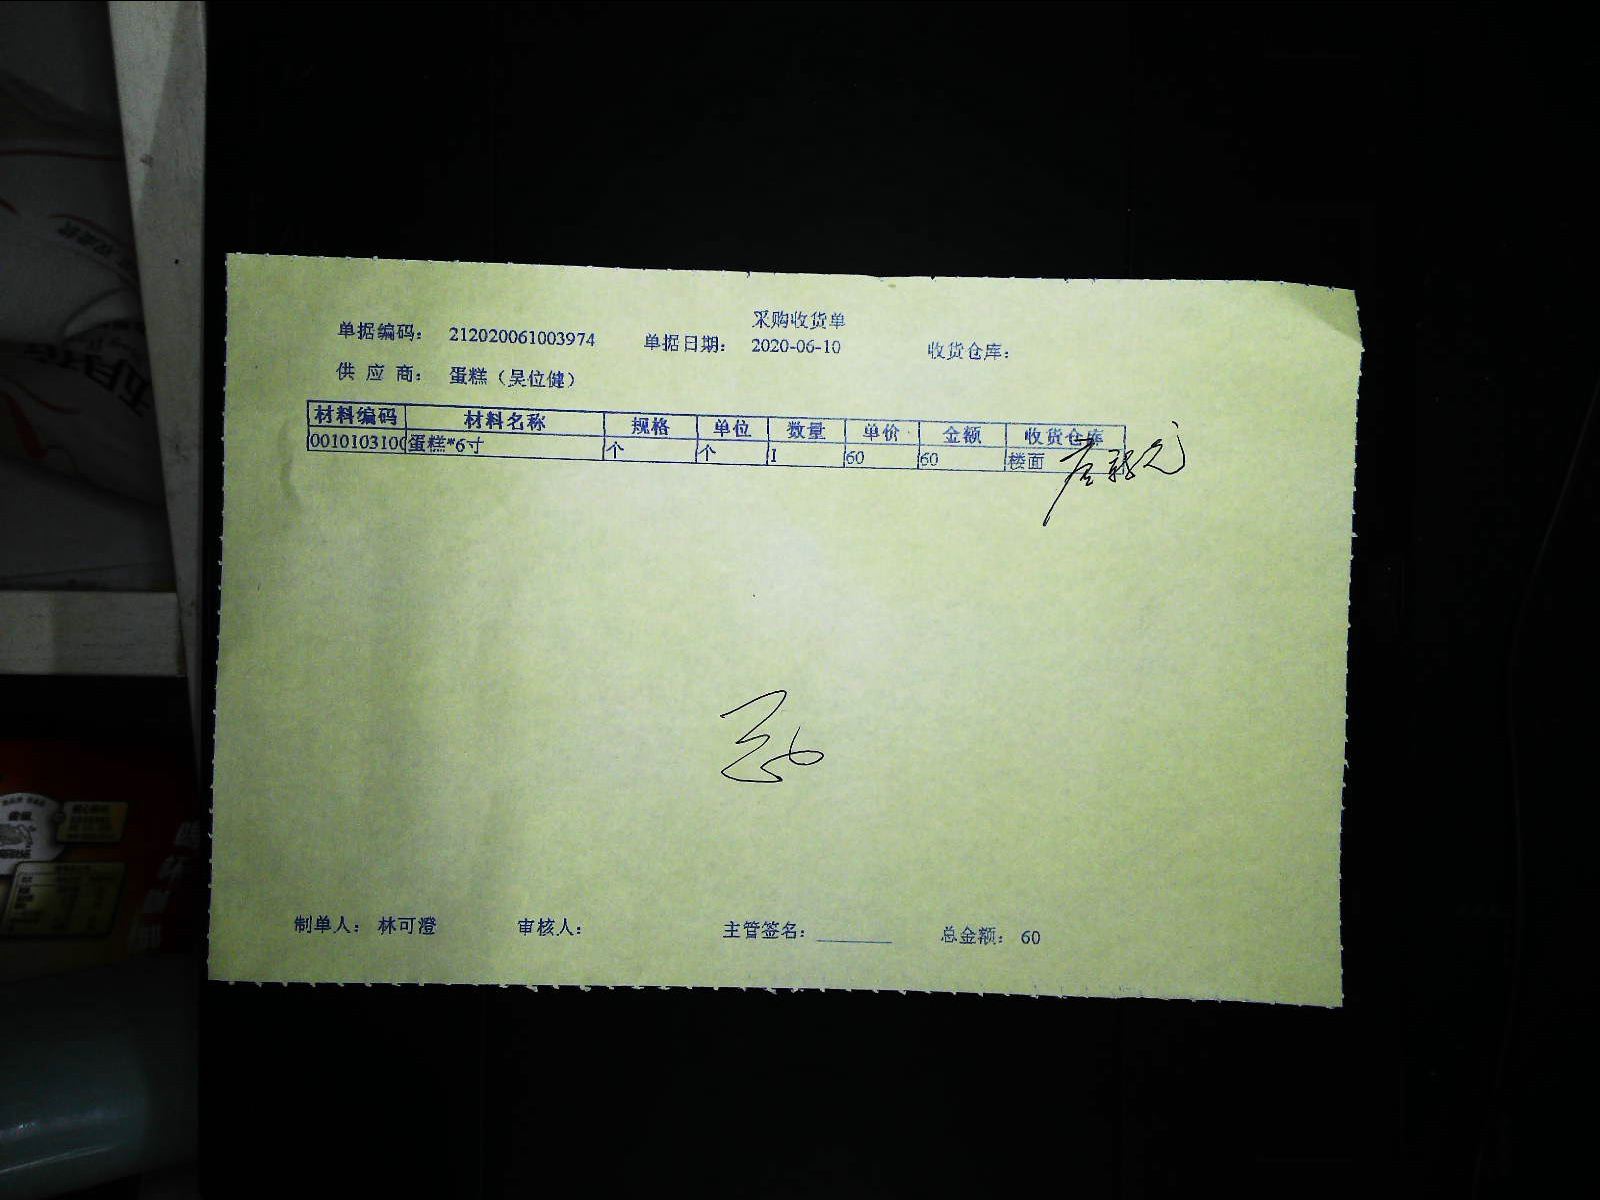 采购收货单
单据编码： 212020061003974 单据日期： 2020-06-10 收货仓库：
供 应 商： 蛋糕（吴位健）
材料编码 材料名称 规格 单位 数量 单价 金额 收货仓库
0010103100 蛋糕*6寸 个 个 1 60 60 楼面
制单人： 林可澄 审核人： 主管签名：________ 总金额： 60